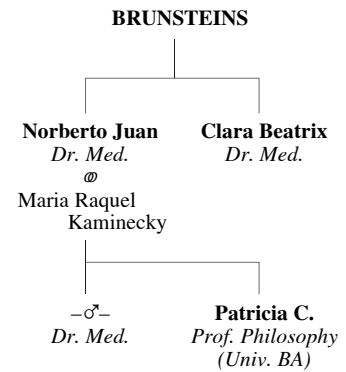 BRUNSTEINS
Norberto Juan Clara Beatrix
Dr. Med. Dr. Med.
⚭
Maria Raquel
Kaminecky
–♂– Patricia C.
Dr. Med. Prof. Philosophy
(Univ. BA)